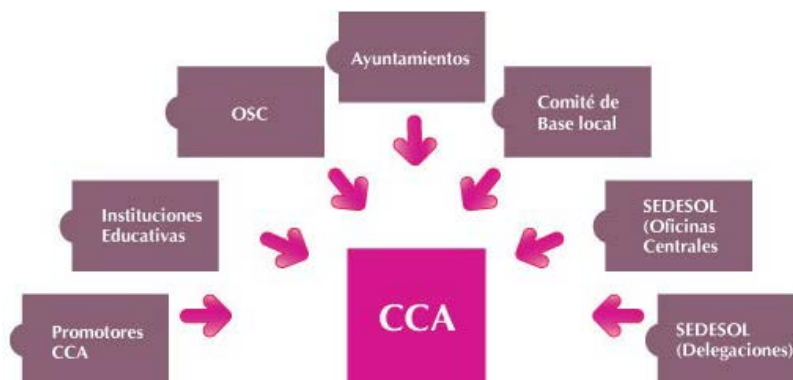 Ayuntamientos
OSC
Comité de
Base local
Instituciones
Educativas
SEDESOL
(Oficinas
Centrales
Promotores
CCA
CCA
SEDESOL
(Delegaciones)